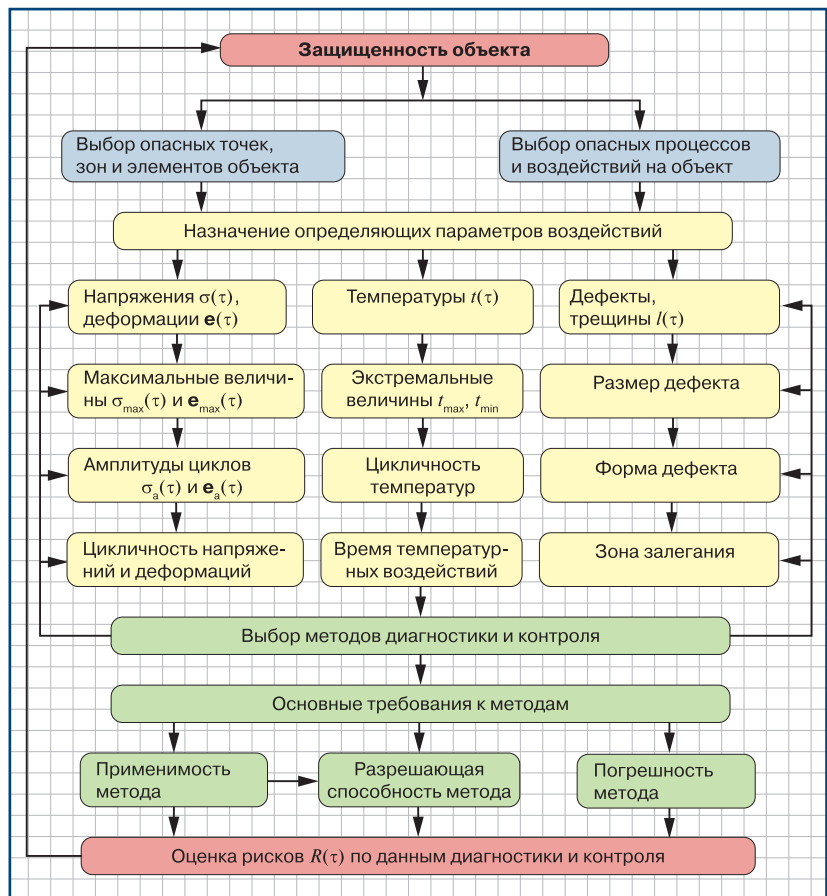 Защищенность объекта
Выбор опасных точек,
зон и элементов объекта
Выбор опасных процессов
и воздействий на объект
Назначение определяющих параметров воздействий
Напряжения σ(τ),
деформации e(τ)
Температуры t(τ)
Дефекты,
трещины l(τ)
Максимальные величи-
ны σmax(τ) и emax(τ)
Экстремальные
величины tmax, tmin
Размер дефекта
Амплитуды циклов
σa(τ) и ea(τ)
Цикличность
температур
Форма дефекта
Цикличность напряже-
ний и деформаций
Время температур-
ных воздействий
Зона залегания
Выбор методов диагностики и контроля
Основные требования к методам
Применимость
метода
Разрешающая
способность метода
Погрешность
метода
Оценка рисков R(τ) по данным диагностики и контроля